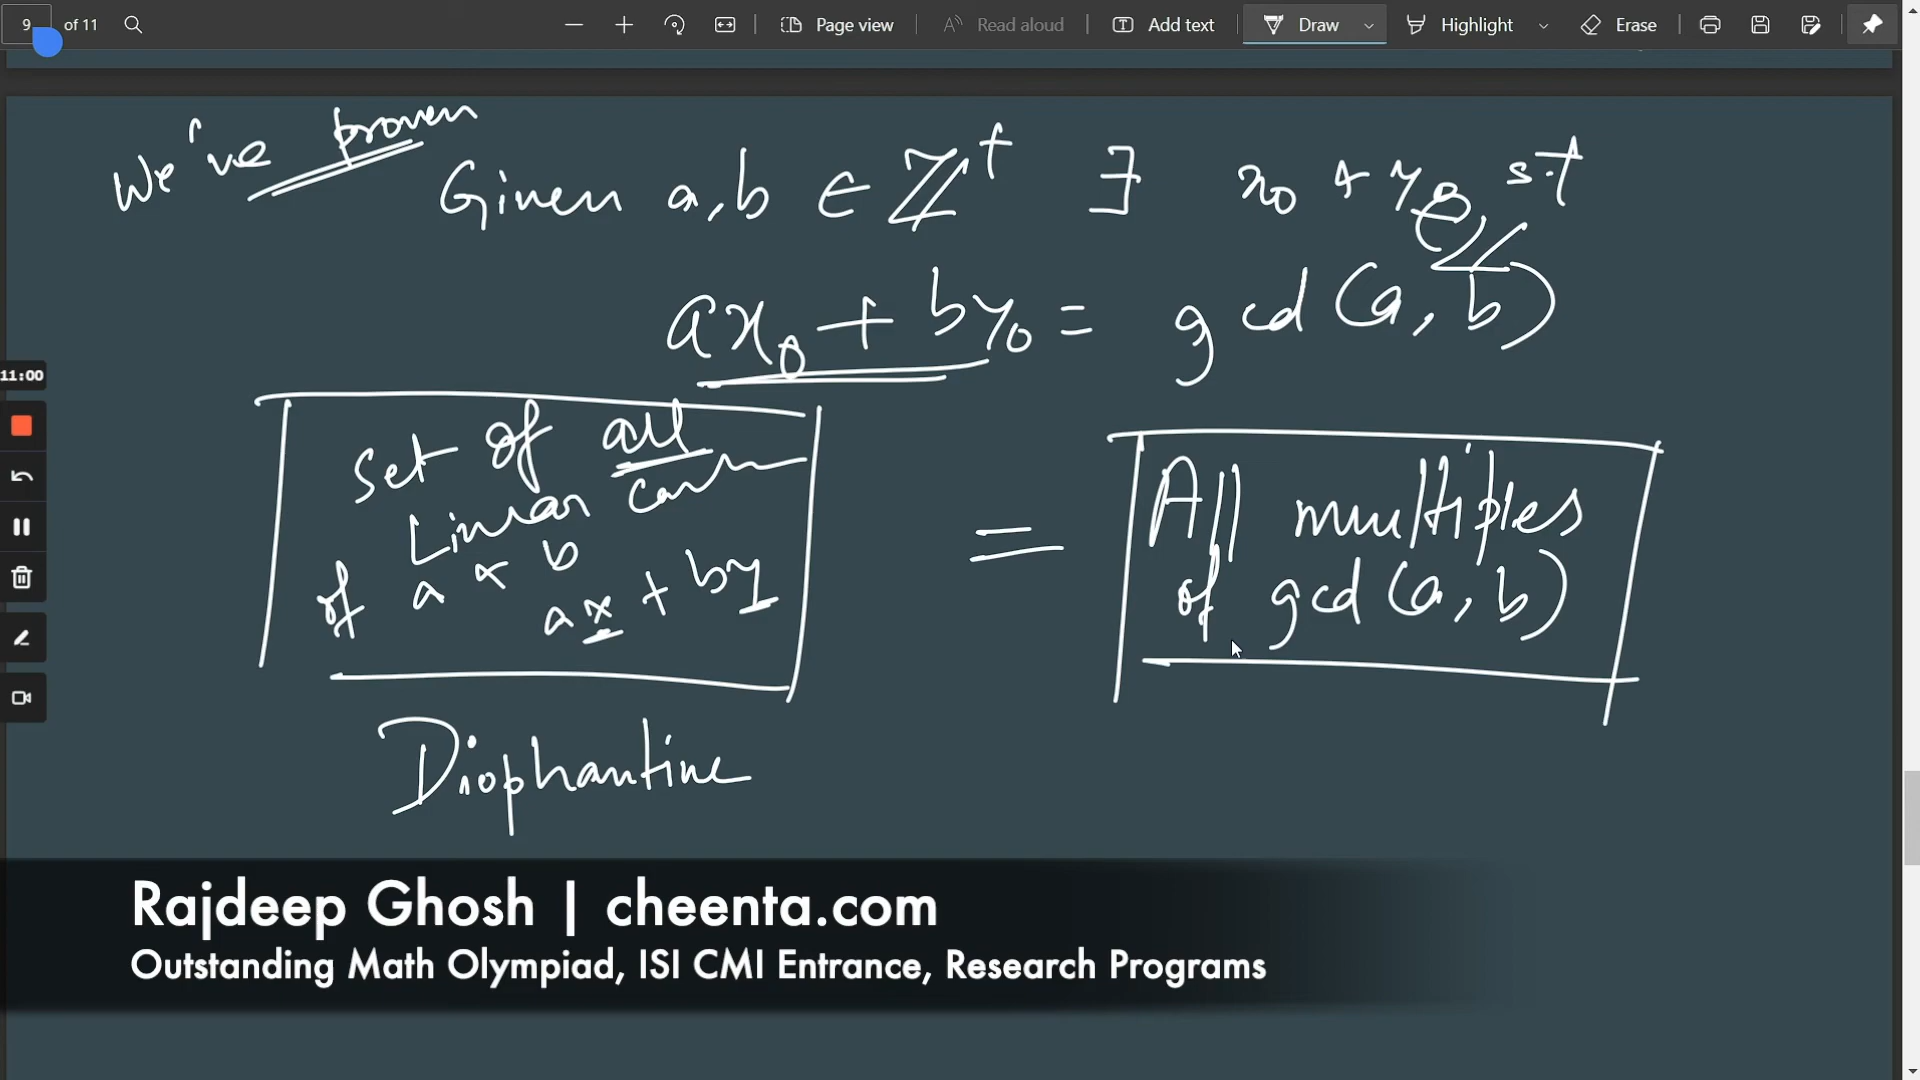 9 of 11 Page view Read aloud Add text Draw Highlight Erase
We've proven
Given a, b ∈ ℤ⁺ ∃ x₀ & y₀ s.t
ax₀ + by₀ = gcd(a, b)
11:00
Set of all
Linear
of a & b
ax + by
=
All multiples
of gcd(a, b)
Diophantine
Rajdeep Ghosh | cheenta.com
Outstanding Math Olympiad, ISI CMI Entrance, Research Programs